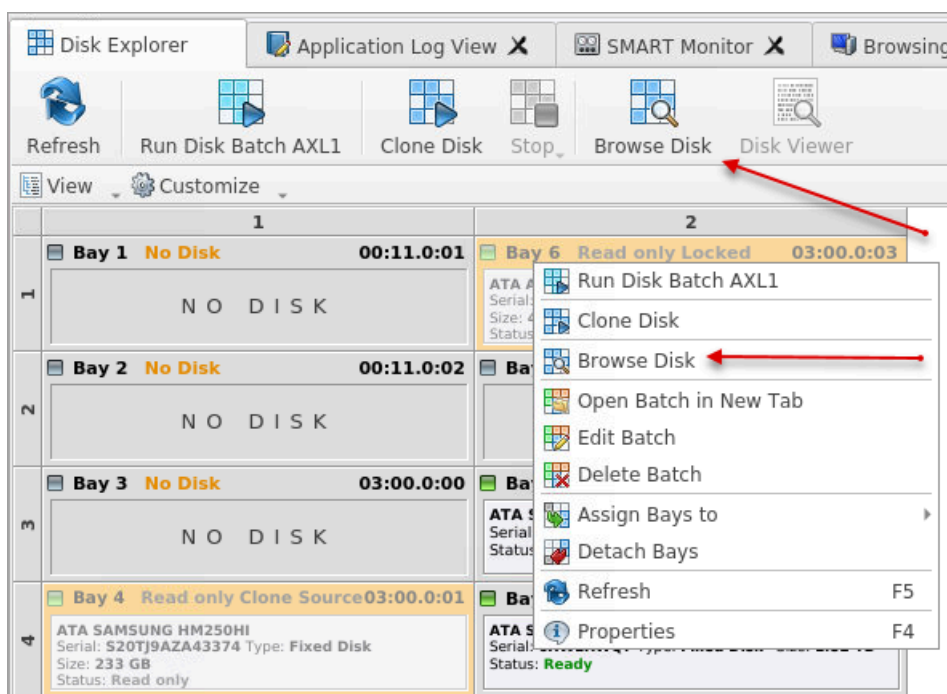 Disk Explorer
Application Log View
SMART Monitor
Browsing
Refresh
Run Disk Batch AXL1
Clone Disk
Stop
Browse Disk
Disk Viewer
View
Customize
1
2
1
Bay 1 No Disk 00:11.0:01
NO DISK
2
Bay 2 No Disk 00:11.0:02
NO DISK
3
Bay 3 No Disk 03:00.0:00
NO DISK
4
Bay 4 Read only Clone Source 03:00.0:01
ATA SAMSUNG HM250HI
Serial: S20TJ9AZA43374 Type: Fixed Disk
Size: 233 GB
Status: Read only
Bay 6 Read only Locked 03:00.0:03
ATA
Serial:
Size:
Status
ATA
Serial
Status
ATA
Serial:
Status: Ready
Run Disk Batch AXL1
Clone Disk
Browse Disk
Open Batch in New Tab
Edit Batch
Delete Batch
Assign Bays to
Detach Bays
Refresh F5
Properties F4